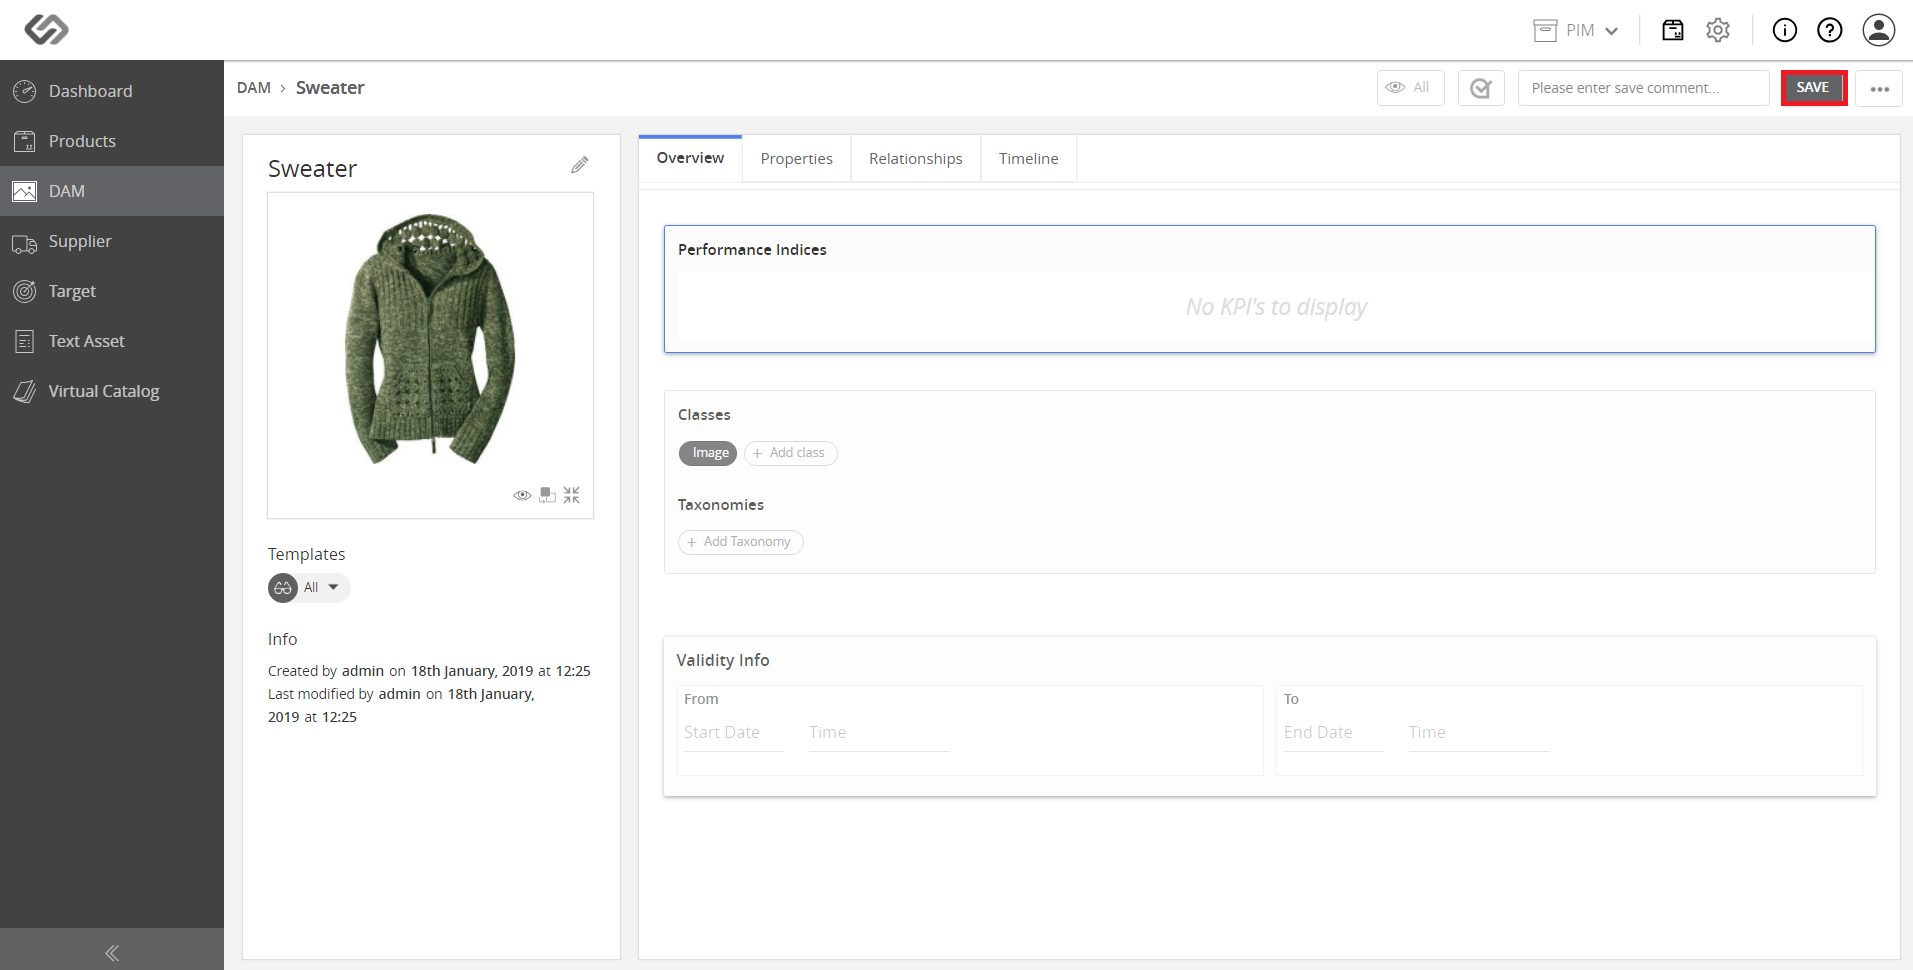 PIM
Dashboard
Products
DAM
Supplier
Target
Text Asset
Virtual Catalog
DAM › Sweater
All
Please enter save comment...
SAVE
Sweater
Templates
All
Info
Created by admin on 18th January, 2019 at 12:25
Last modified by admin on 18th January,
2019 at 12:25
Overview
Properties
Relationships
Timeline
Performance Indices
No KPI's to display
Classes
Image
+ Add class
Taxonomies
+ Add Taxonomy
Validity Info
From
Start Date
Time
To
End Date
Time